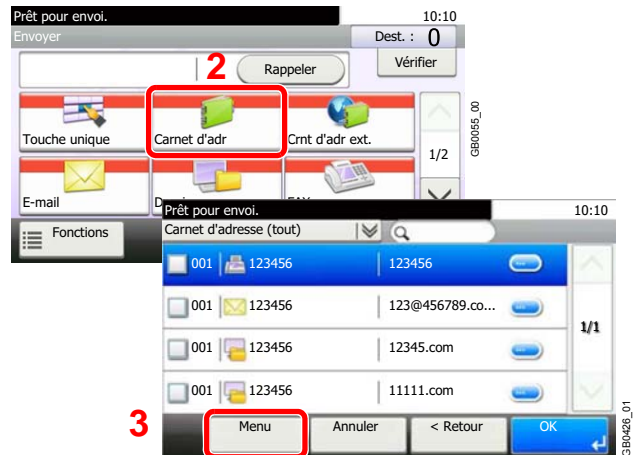 Prêt pour envoi. 10:10
Envoyer Dest. : 0
2 Rappeler Vérifier
Touche unique Carnet d'adr Crnt d'adr ext.
1/2
GB0055_00
E-mail
Fonctions
Prêt pour envoi. 10:10
Carnet d'adresse (tout)
001 123456 123456
001 123456 123@456789.co...
1/1
001 123456 12345.com
001 123456 11111.com
3 Menu Annuler < Retour OK
GB0426_01